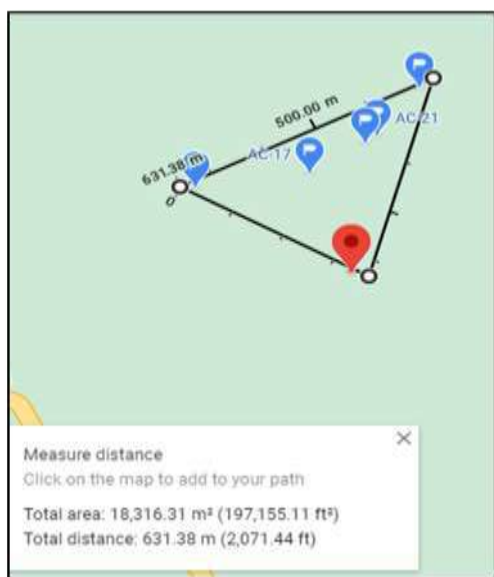 500.00 m
AC-21
AC-17
631.38 m
0
Measure distance
Click on the map to add to your path
Total area: 18,316.31 m² (197,155.11 ft²)
Total distance: 631.38 m (2,071.44 ft)